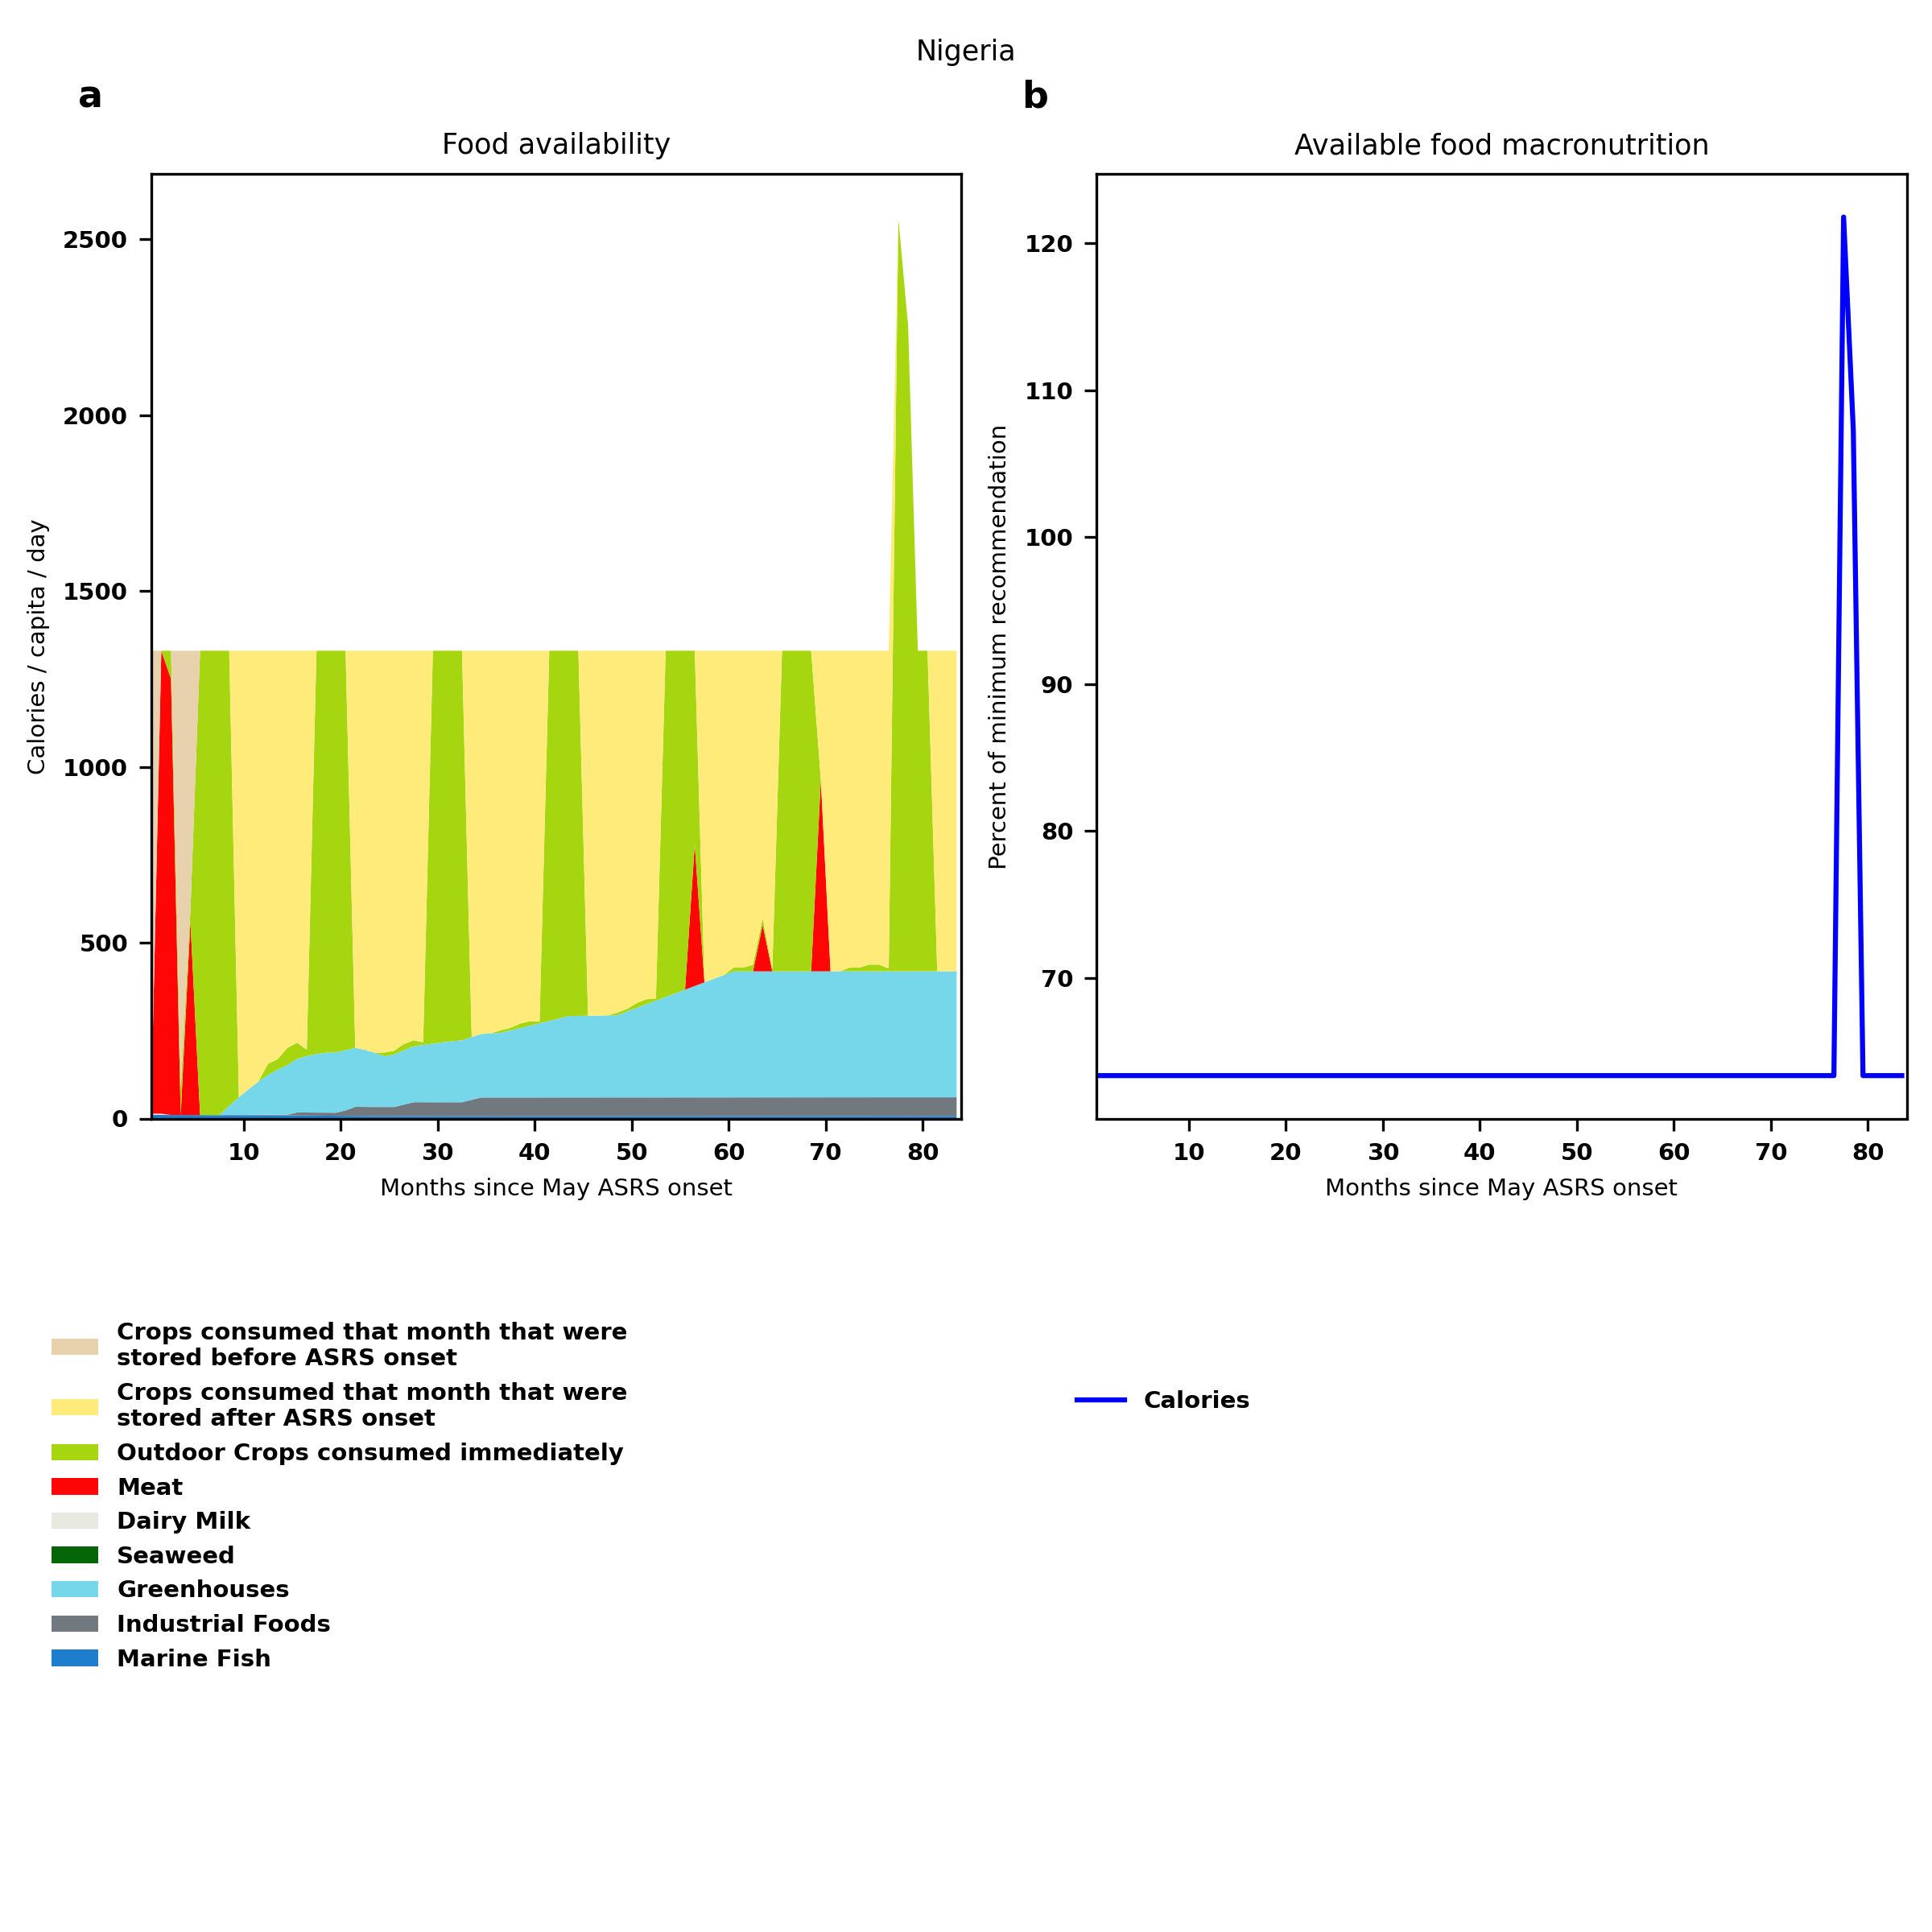 Nigeria
a
Food availability
Calories / capita / day
2500
2000
1500
1000
500
0
10 20 30 40 50 60 70 80
Months since May ASRS onset
b
Available food macronutrition
Percent of minimum recommendation
120
110
100
90
80
70
10 20 30 40 50 60 70 80
Months since May ASRS onset
Crops consumed that month that were
stored before ASRS onset
Crops consumed that month that were
stored after ASRS onset
Outdoor Crops consumed immediately
Meat
Dairy Milk
Seaweed
Greenhouses
Industrial Foods
Marine Fish
Calories